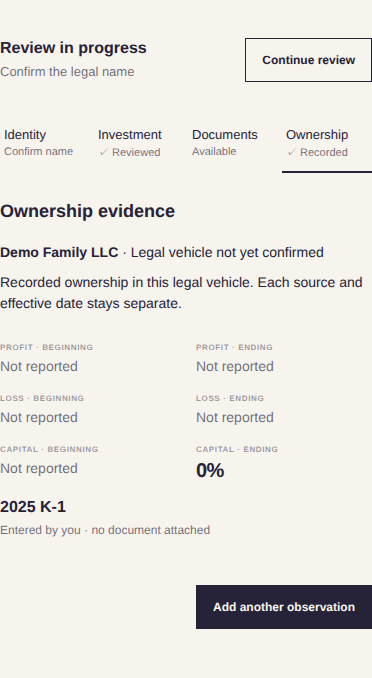 Review in progress
Confirm the legal name
Continue review
Identity
Confirm name
Investment
✓ Reviewed
Documents
Available
Ownership
✓ Recorded
Ownership evidence
Demo Family LLC · Legal vehicle not yet confirmed
Recorded ownership in this legal vehicle. Each source and
effective date stays separate.
PROFIT · BEGINNING
Not reported
PROFIT · ENDING
Not reported
LOSS · BEGINNING
Not reported
LOSS · ENDING
Not reported
CAPITAL · BEGINNING
Not reported
CAPITAL · ENDING
0%
2025 K-1
Entered by you · no document attached
Add another observation